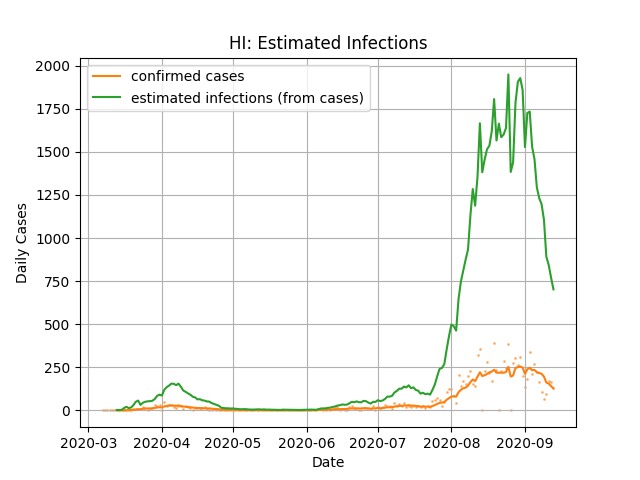 HI: Estimated Infections
confirmed cases
estimated infections (from cases)
Daily Cases
2000
1750
1500
1250
1000
750
500
250
0
2020-03 2020-04 2020-05 2020-06 2020-07 2020-08 2020-09
Date